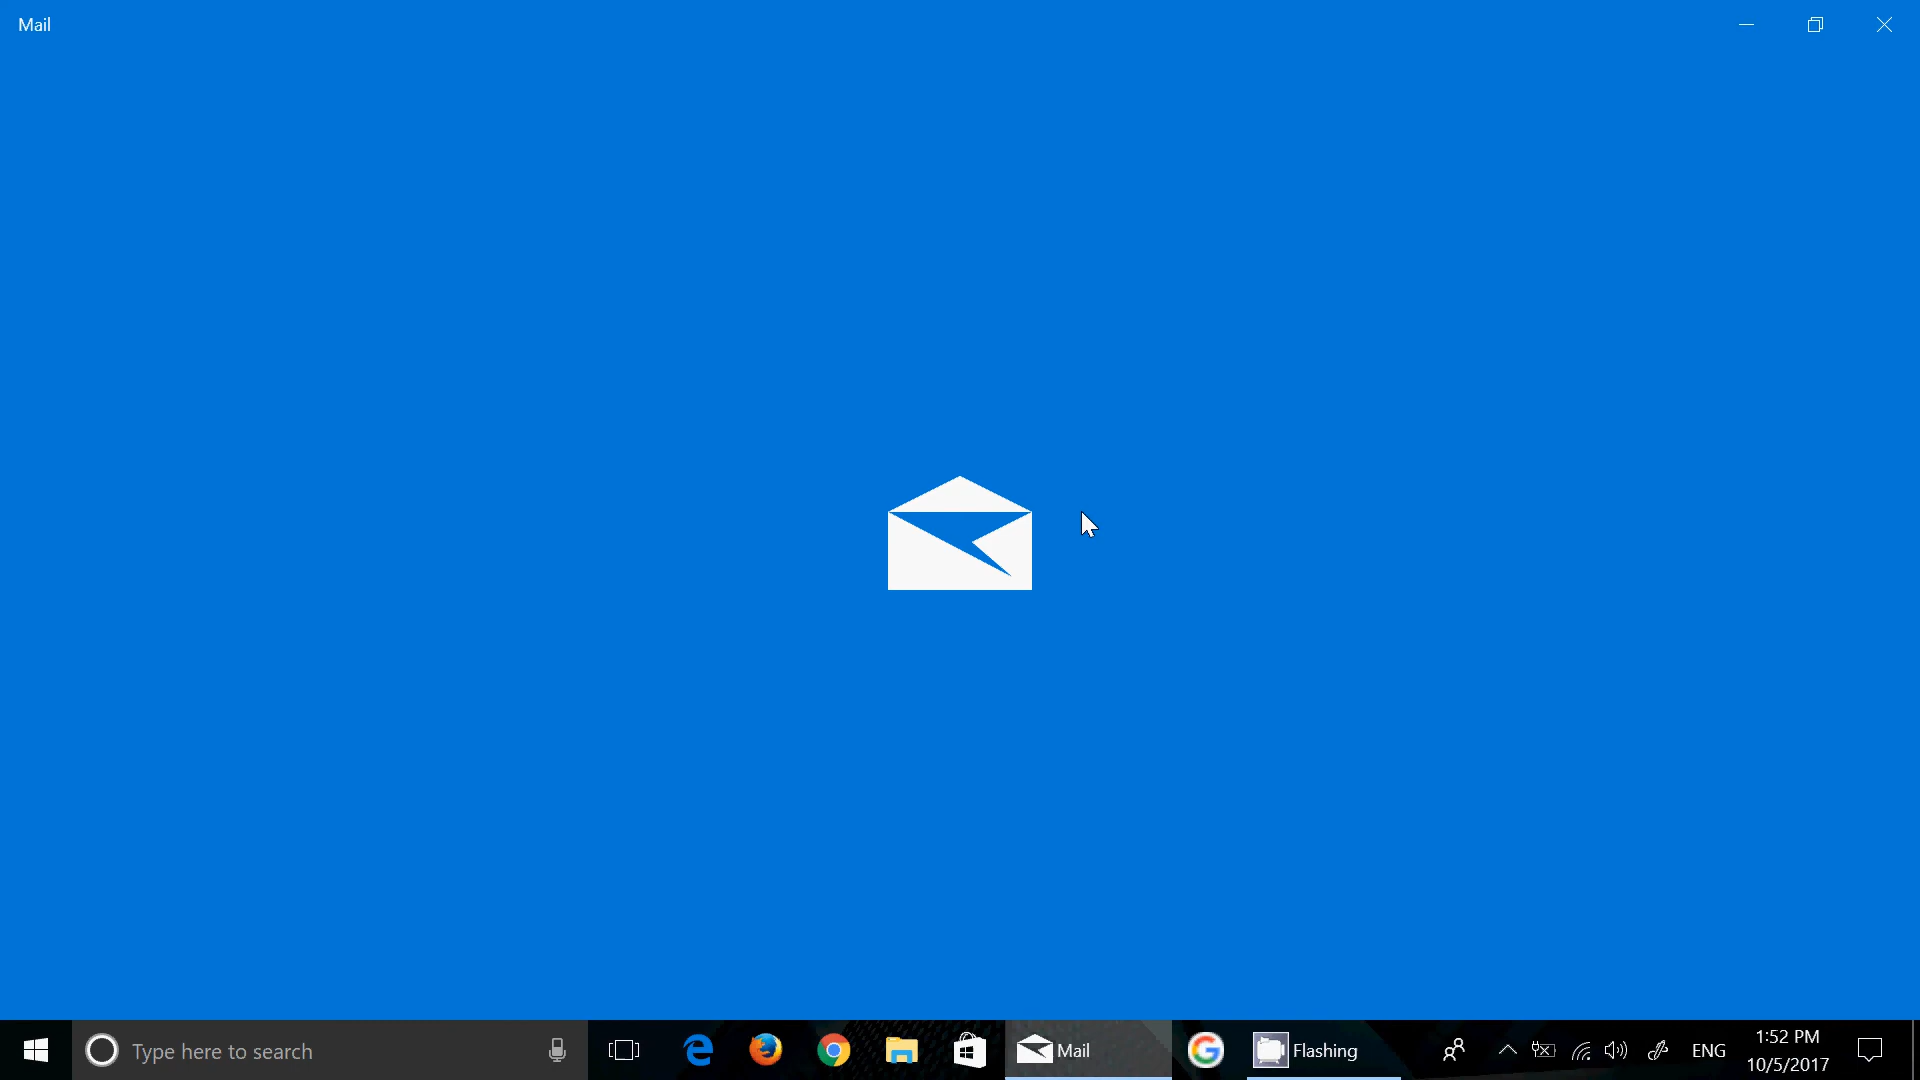 Mail
Type here to search
Mail
Flashing
ENG
1:52 PM
10/5/2017